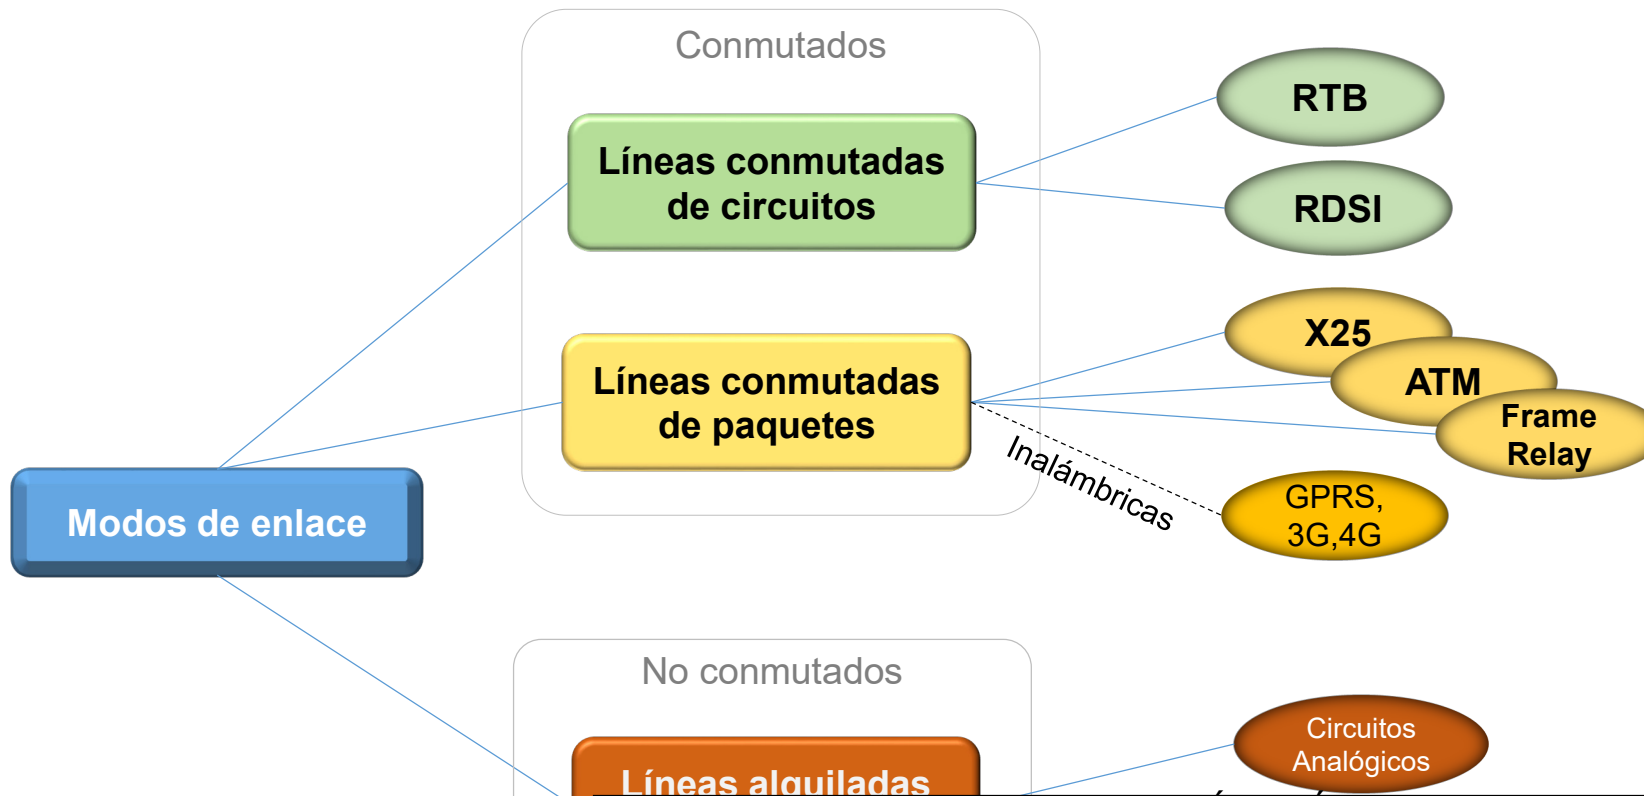 Conmutados
Líneas conmutadas
de circuitos
RTB
RDSI
Líneas conmutadas
de paquetes
X25
ATM
Frame
Relay
Inalámbricas
GPRS,
3G,4G
Modos de enlace
No conmutados
Líneas alquiladas
Circuitos
Analógicos